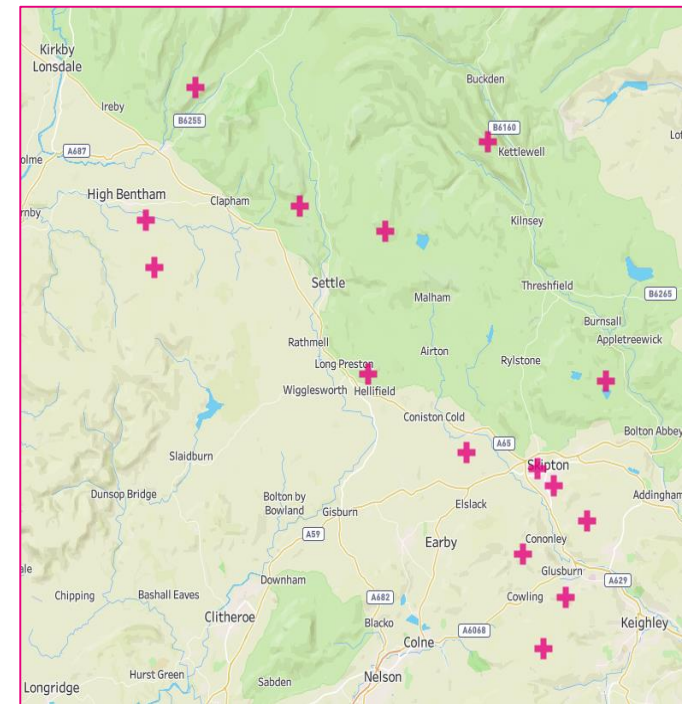 Kirkby
Lonsdale
Buckden
Ireby
B6255
B6160
Lot
A687
Kettlewell
olme
High Bentham
Clapham
rnby
Kilnsey
Settle
Threshfield
Malham
B6265
Burnsall
Rathmell
Airton
Appletreewick
Long Preston
Rylstone
Wigglesworth
Hellifield
Coniston Cold
Bolton Abbey
A65
Slaidburn
Skipton
Dunsop Bridge
Bolton by
Bowland
Gisburn
Elslack
Addingham
A59
Earby
Cononley
ale
Downham
Glusburn
A629
Chipping
Bashall Eaves
A682
Cowling
Clitheroe
Blacko
A6068
Keighley
Colne
Hurst Green
Nelson
Longridge
Sabden